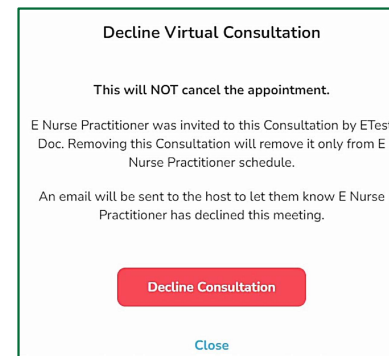 Decline Virtual Consultation
This will NOT cancel the appointment.
E Nurse Practitioner was invited to this Consultation by ETest
Doc. Removing this Consultation will remove it only from E
Nurse Practitioner schedule.
An email will be sent to the host to let them know E Nurse
Practitioner has declined this meeting.
Decline Consultation
Close